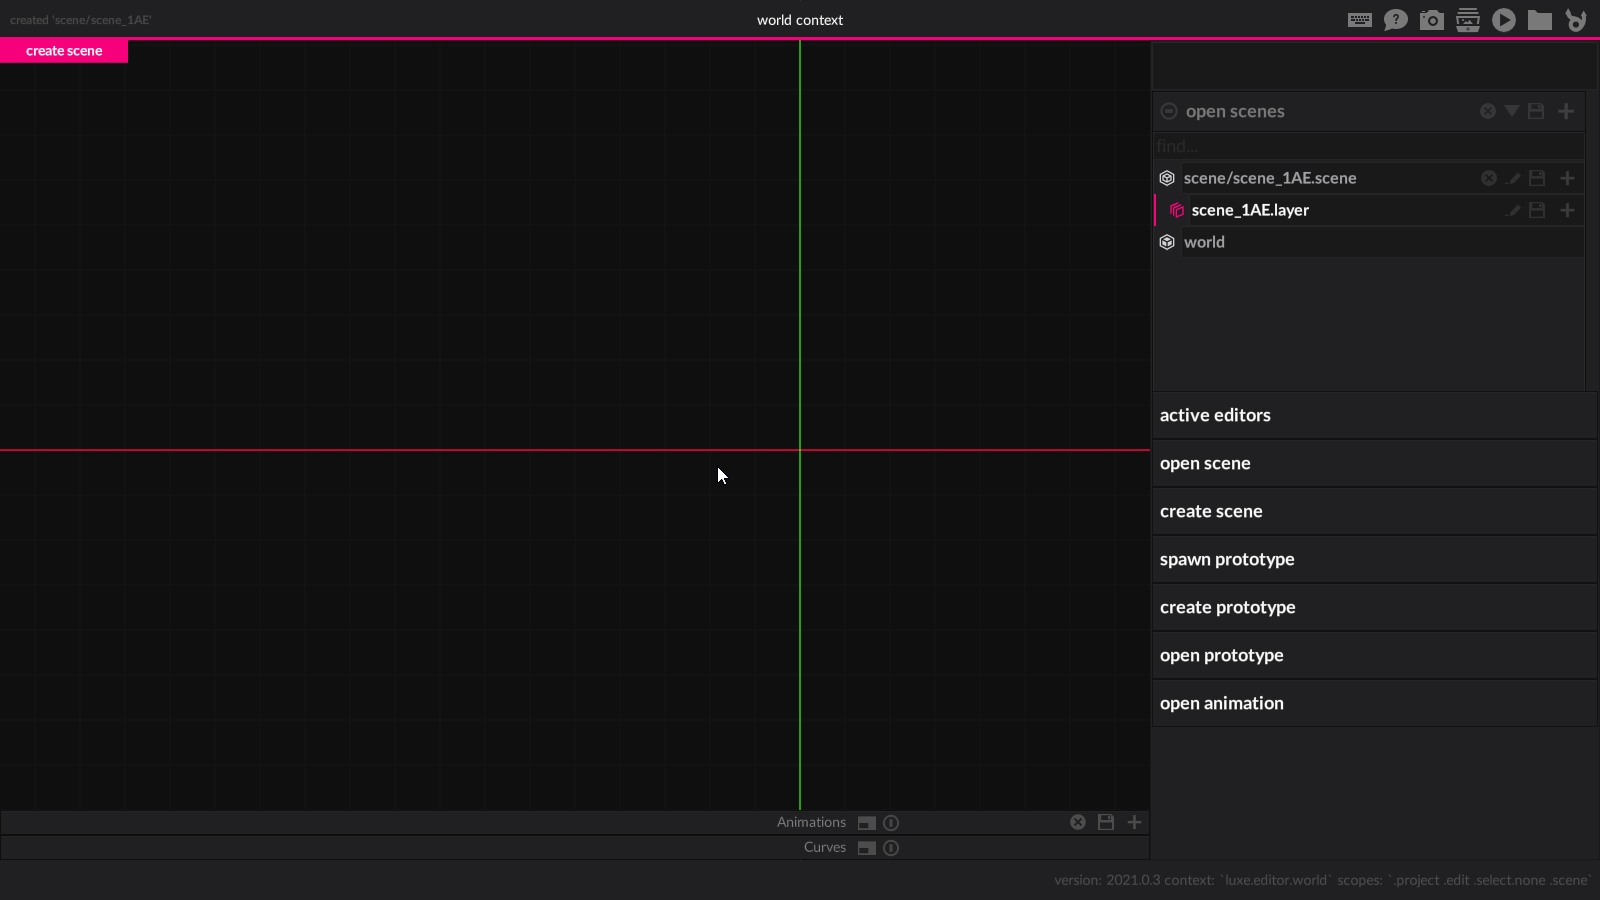 created 'scene/scene_1AE'
world context
create scene
open scenes
find...
scene/scene_1AE.scene
scene_1AE.layer
world
active editors
open scene
create scene
spawn prototype
create prototype
open prototype
open animation
Animations
Curves
version: 2021.0.3 context: `luxe.editor.world` scopes: `.project .edit .select.none .scene`